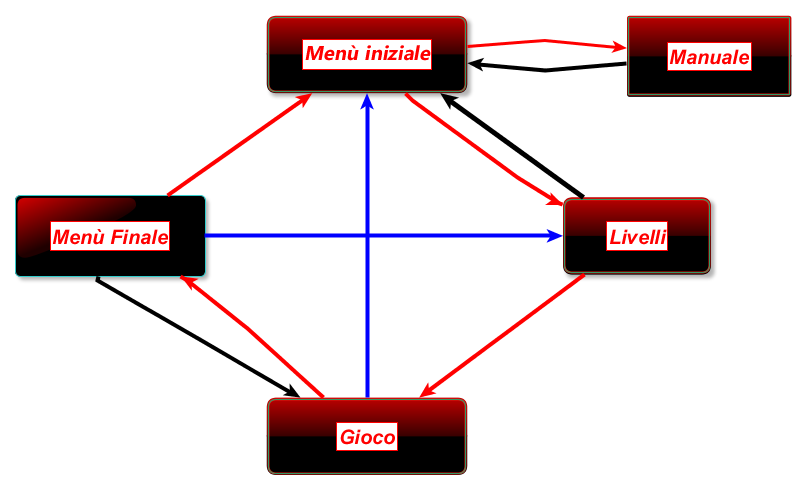 Menù iniziale
Manuale
Menù Finale
Livelli
Gioco